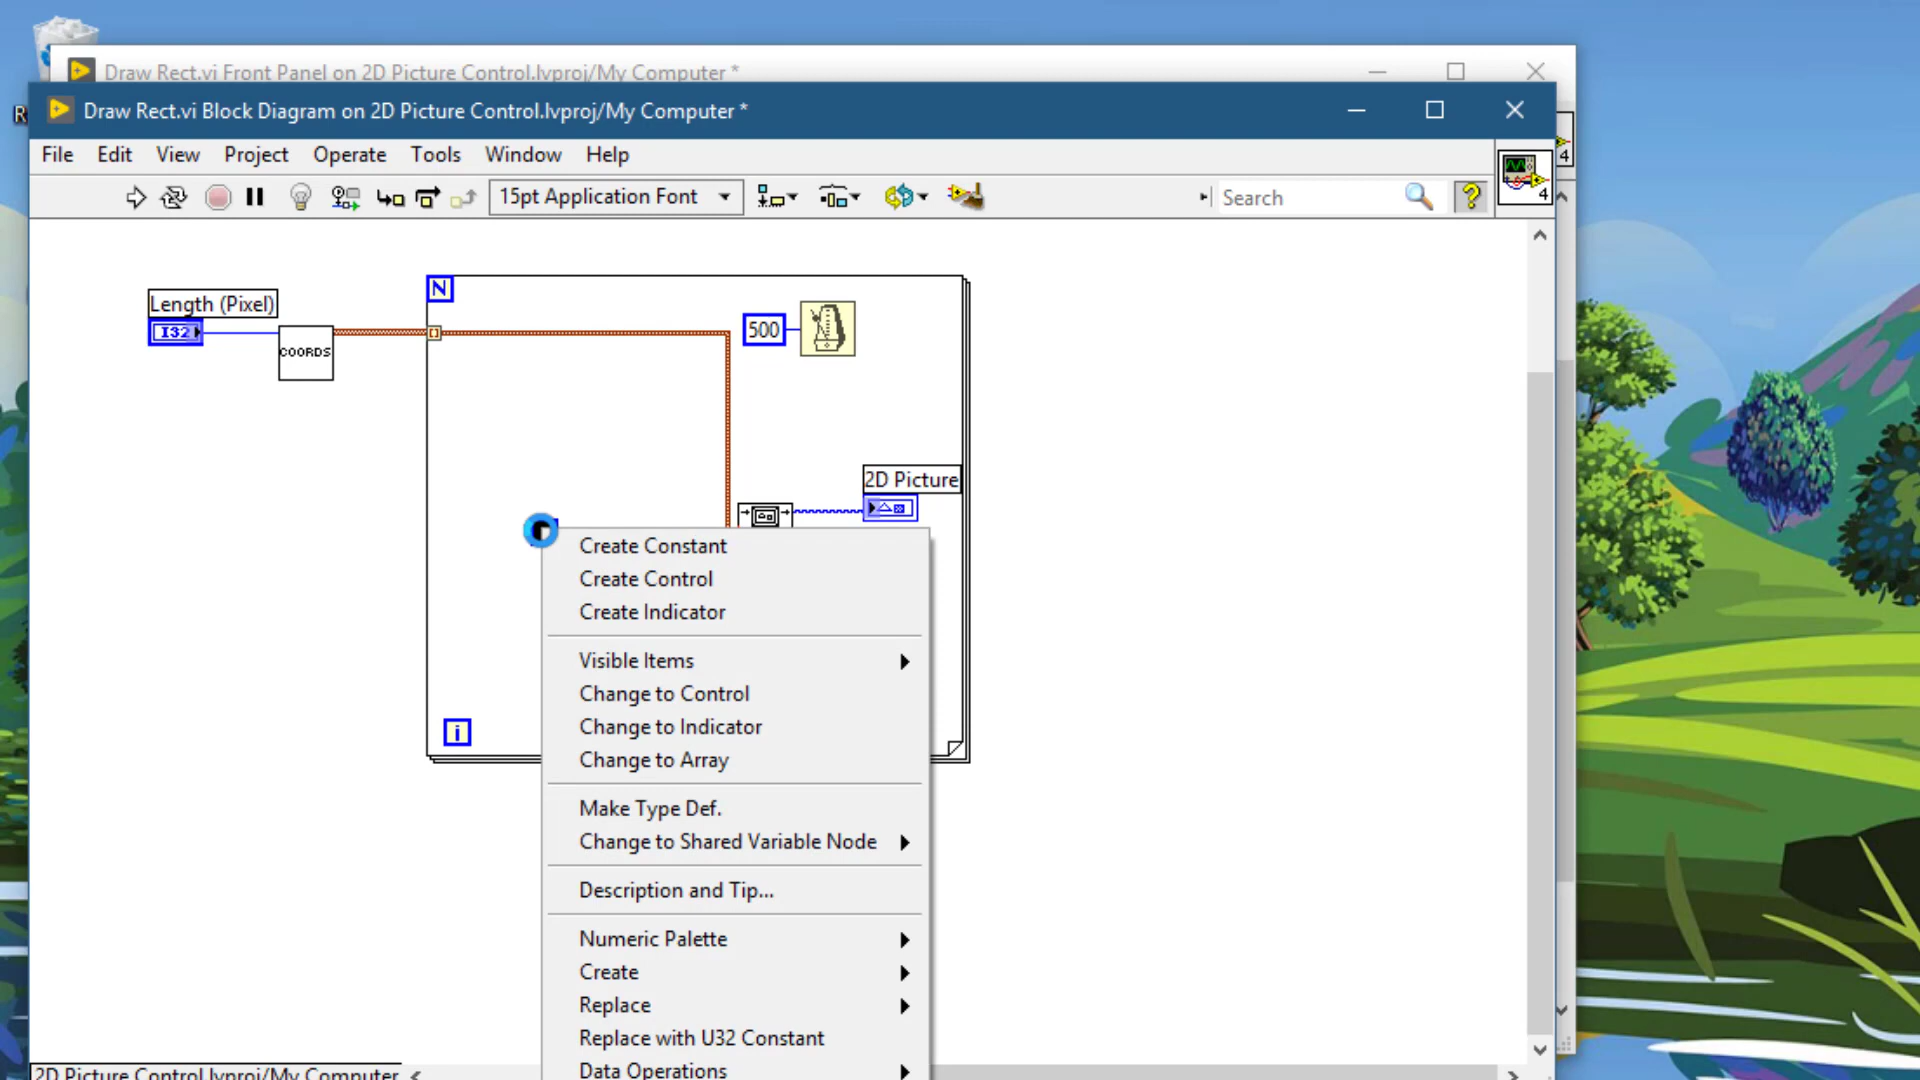 Draw Rect.vi Front Panel on 2D Picture Control.lvproj/My Computer *
Draw Rect.vi Block Diagram on 2D Picture Control.lvproj/My Computer *
File Edit View Project Operate Tools Window Help
15pt Application Font
Search
?
4
4
R
N
Length (Pixel)
I32
COORDS
500
2D Picture
i
Create Constant
Create Control
Create Indicator
Visible Items
Change to Control
Change to Indicator
Change to Array
Make Type Def.
Change to Shared Variable Node
Description and Tip...
Numeric Palette
Create
Replace
Replace with U32 Constant
Data Operations
2D Picture Control.lvproj/My Computer